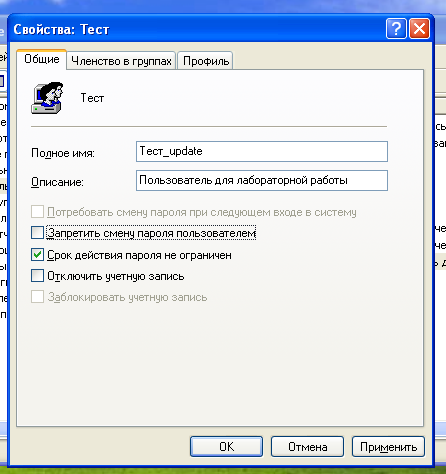 Свойства: Тест
Общие Членство в группах Профиль
Тест
Полное имя: Тест_update
Описание: Пользователь для лабораторной работы
Потребовать смену пароля при следующем входе в систему
Запретить смену пароля пользователем
Срок действия пароля не ограничен
Отключить учетную запись
Заблокировать учетную запись
OK Отмена Применить